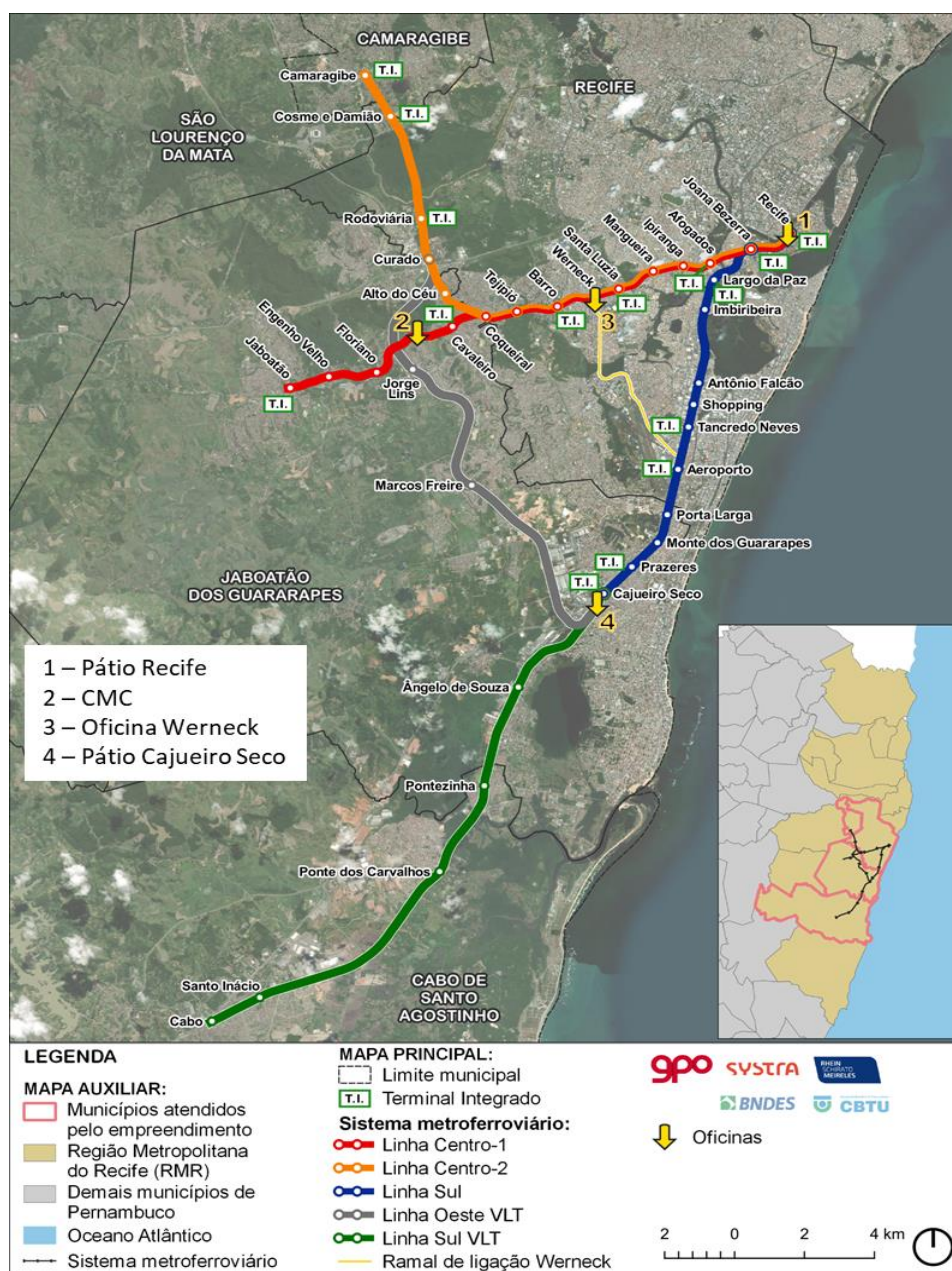 CAMARAGIBE
Camaragibe
T.I.
RECIFE
Cosme e Damião
T.I.
SÃO
LOURENÇO
DA MATA
Rodoviária
T.I.
Joana Bezerra
Recife
1
T.I.
Afogados
Ipiranga
Mangueira
Santa Luzia
Werneck
Barro
Tejipió
Curado
T.I.
T.I.
Largo da Paz
T.I.
Alto do Céu
T.I.
T.I.
3
Imbiribeira
2
T.I.
Coqueiral
Cavaleiro
Floriano
Engenho Velho
Jaboatão
T.I.
Jorge
Lins
Antônio Falcão
Shopping
T.I.
Tancredo Neves
T.I.
Aeroporto
Marcos Freire
Porta Larga
Monte dos Guararapes
T.I.
Prazeres
T.I.
Cajueiro Seco
4
JABOATÃO
DOS GUARARAPES
1 – Pátio Recife
2 – CMC
3 – Oficina Werneck
4 – Pátio Cajueiro Seco
Ângelo de Souza
Pontezinha
Ponte dos Carvalhos
Santo Inácio
Cabo
CABO DE
SANTO
AGOSTINHO
LEGENDA
MAPA AUXILIAR:
Municípios atendidos
pelo empreendimento
Região Metropolitana
do Recife (RMR)
Demais municípios de
Pernambuco
Oceano Atlântico
Sistema metroferroviário
MAPA PRINCIPAL:
Limite municipal
T.I. Terminal Integrado
Sistema metroferroviário:
Linha Centro-1
Linha Centro-2
Linha Sul
Linha Oeste VLT
Linha Sul VLT
Ramal de ligação Werneck
gpo SYSTRA RHEIN
SCHIRATO
MEIRELES
BNDES CBTU
Oficinas
2 0 2 4 km